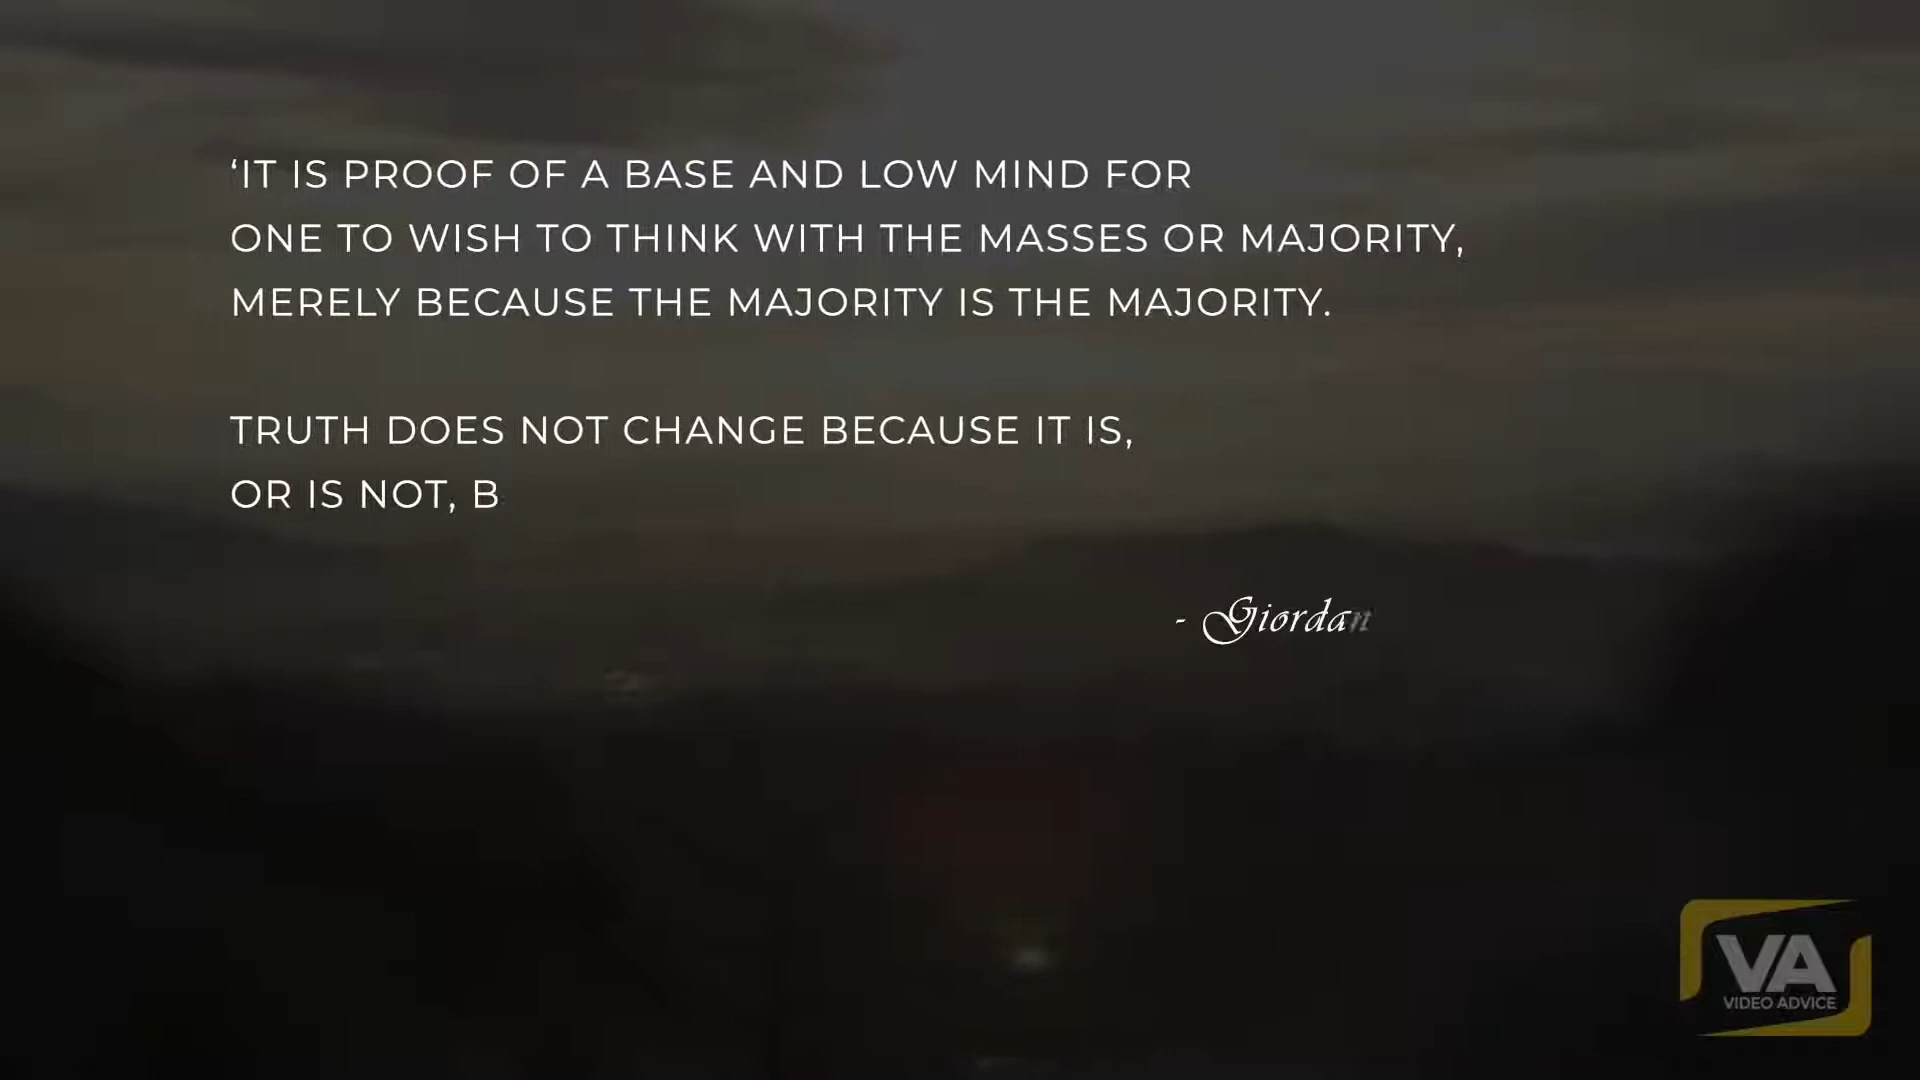 ‘IT IS PROOF OF A BASE AND LOW MIND FOR
ONE TO WISH TO THINK WITH THE MASSES OR MAJORITY,
MERELY BECAUSE THE MAJORITY IS THE MAJORITY.
TRUTH DOES NOT CHANGE BECAUSE IT IS,
OR IS NOT, B
- Giordan
VA
VIDEO ADVICE